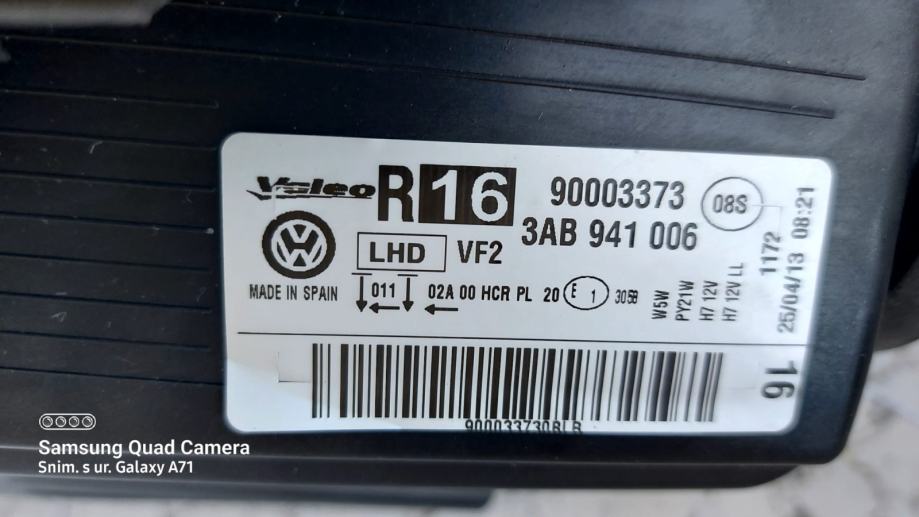 Valeo R 16 90003373 08S
3AB 941 006
LHD VF2
MADE IN SPAIN
011 02A 00 HCR PL 20 E 1 3058
W5W
PY21W
H7 12V
H7 12V LL
1172
25/04/13 08:21
16
900033730BLB
Samsung Quad Camera
Snim. s ur. Galaxy A71